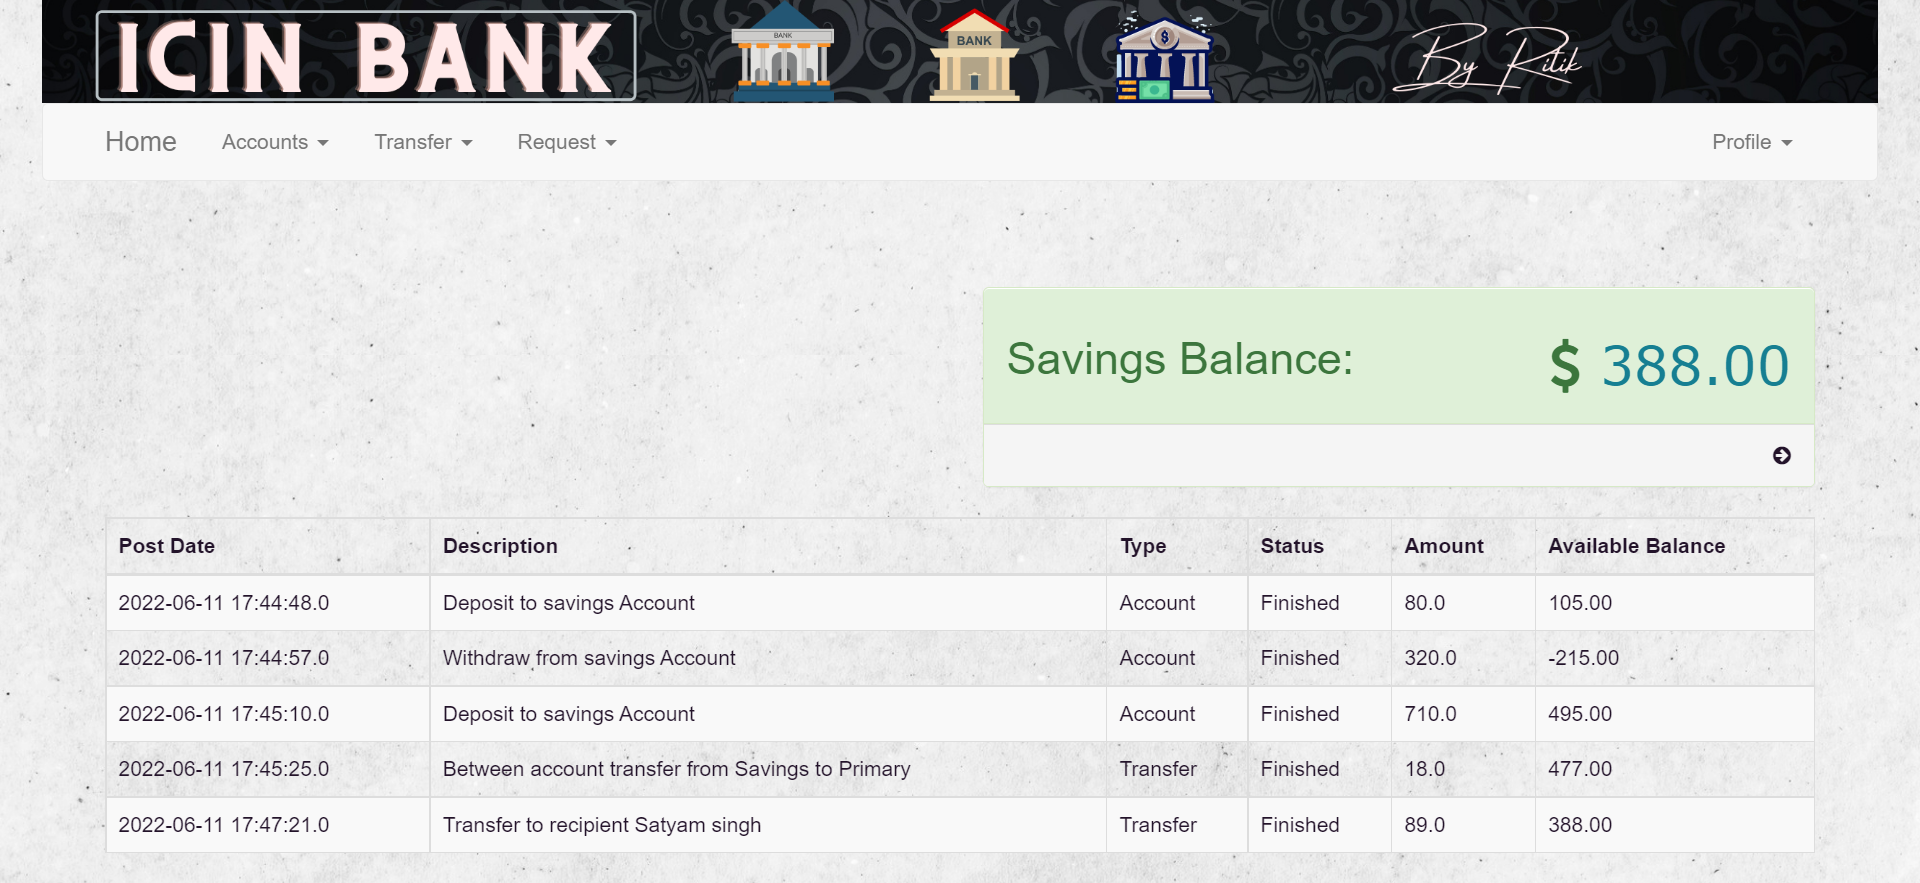 ICIN BANK
BANK
BANK
By Ritik
Home Accounts Transfer Request Profile
Savings Balance: $ 388.00
Post Date Description Type Status Amount Available Balance
2022-06-11 17:44:48.0 Deposit to savings Account Account Finished 80.0 105.00
2022-06-11 17:44:57.0 Withdraw from savings Account Account Finished 320.0 -215.00
2022-06-11 17:45:10.0 Deposit to savings Account Account Finished 710.0 495.00
2022-06-11 17:45:25.0 Between account transfer from Savings to Primary Transfer Finished 18.0 477.00
2022-06-11 17:47:21.0 Transfer to recipient Satyam singh Transfer Finished 89.0 388.00